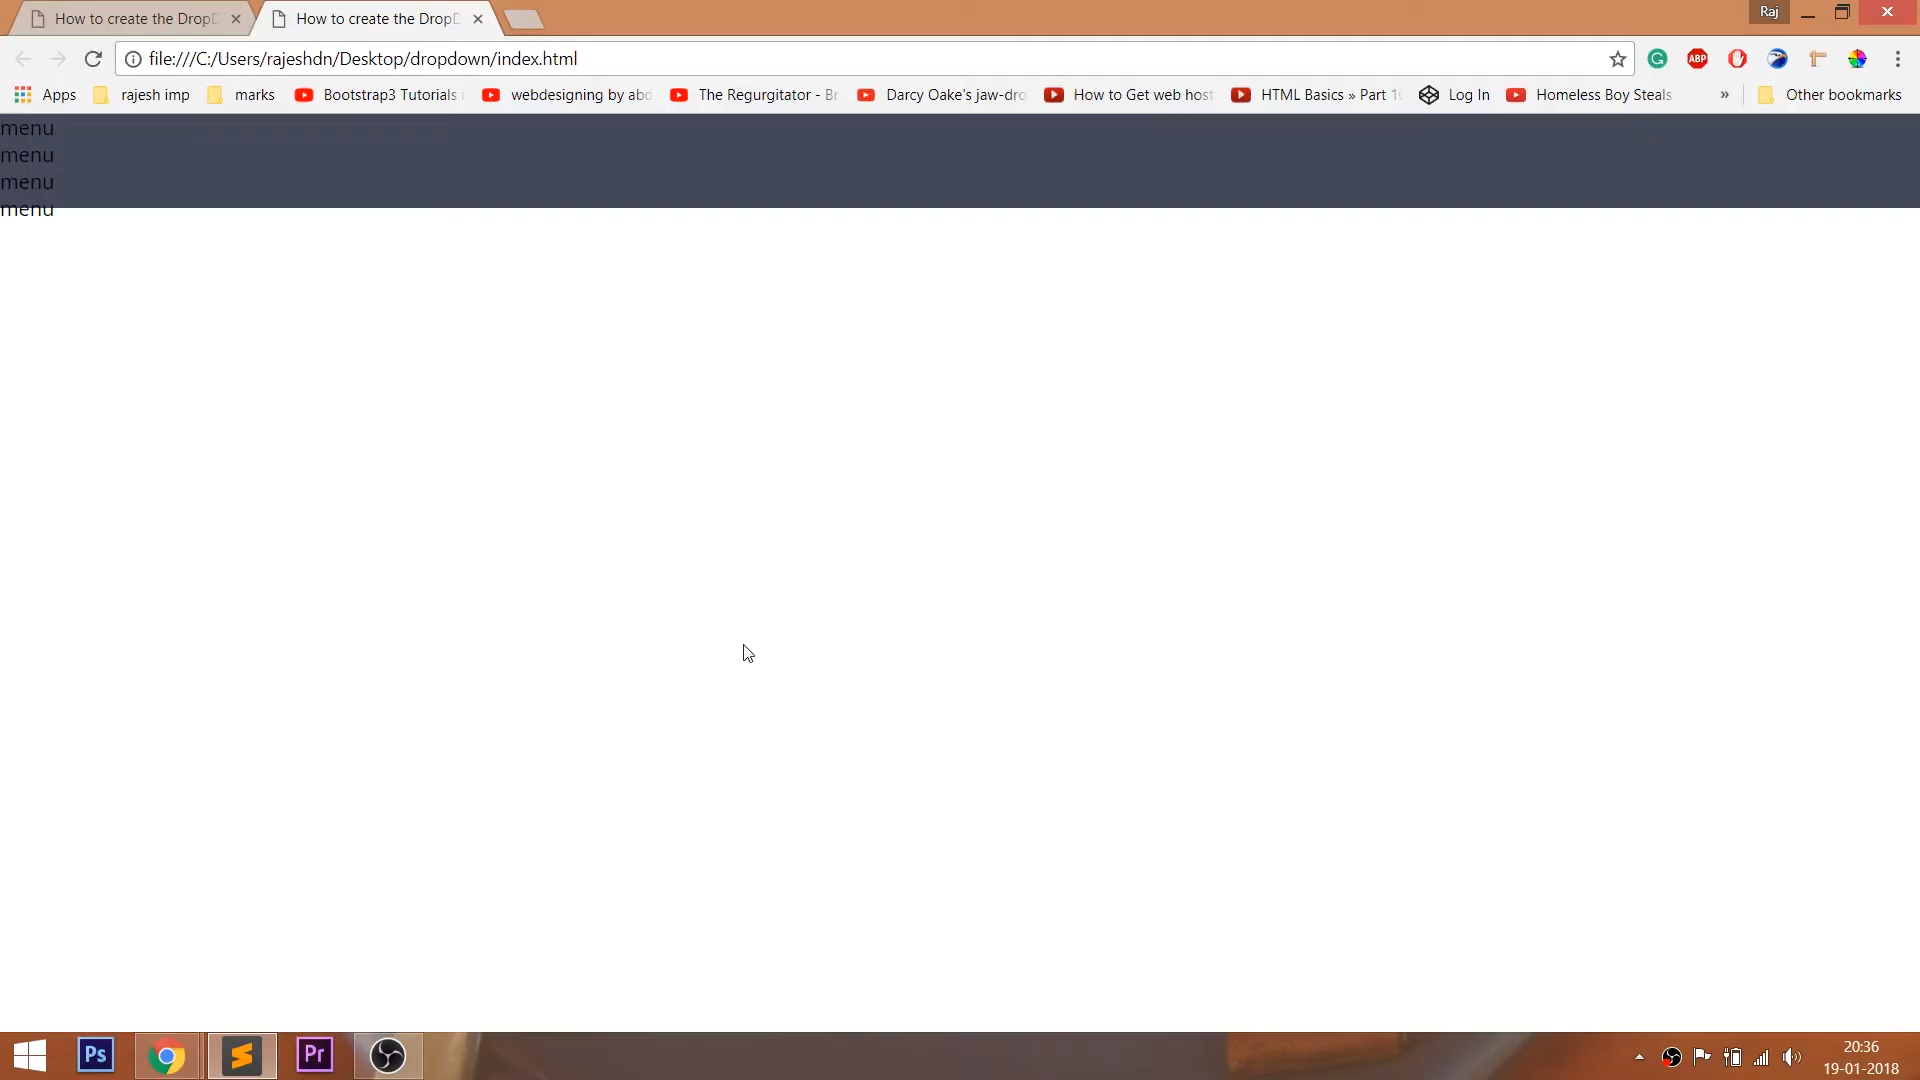 How to create the Drop
How to create the Drop
Raj
file:///C:/Users/rajeshdn/Desktop/dropdown/index.html
G
ABP
Apps
rajesh imp
marks
Bootstrap3 Tutorials
webdesigning by abd
The Regurgitator - Br
Darcy Oake's jaw-dro
How to Get web host
HTML Basics » Part 1
Log In
Homeless Boy Steals
»
Other bookmarks
menu
menu
menu
menu
Ps
Pr
20:36
19-01-2018